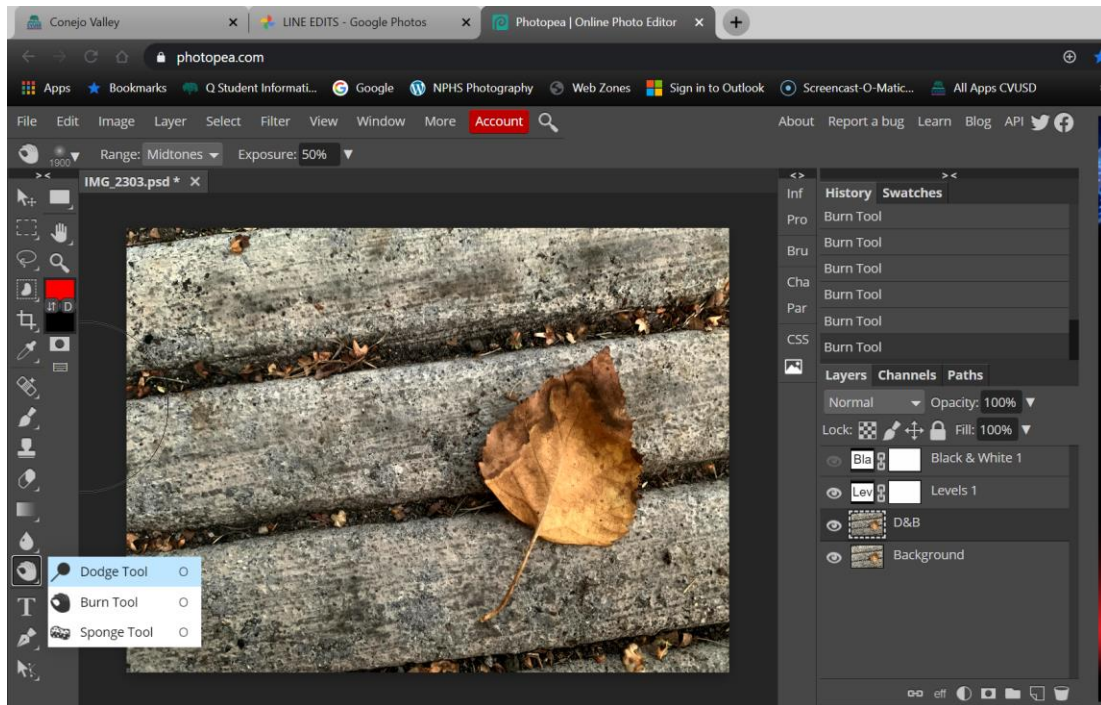 Conejo Valley × LINE EDITS - Google Photos × Photopea | Online Photo Editor × +
photopea.com
Apps Bookmarks Q Student Informati... Google NPHS Photography Web Zones Sign in to Outlook Screencast-O-Matic... All Apps CVUSD
File Edit Image Layer Select Filter View Window More Account About Report a bug Learn Blog API
1900 Range: Midtones Exposure: 50%
> < IMG_2303.psd * × <> > <
Inf History Swatches
Pro Burn Tool
Bru Burn Tool
Cha Burn Tool
Par Burn Tool
CSS Burn Tool
Burn Tool
D
Layers Channels Paths
Normal Opacity: 100%
Lock: Fill: 100%
Bla Black & White 1
Lev Levels 1
D&B
Background
Dodge Tool O
Burn Tool O
Sponge Tool O
T
eff